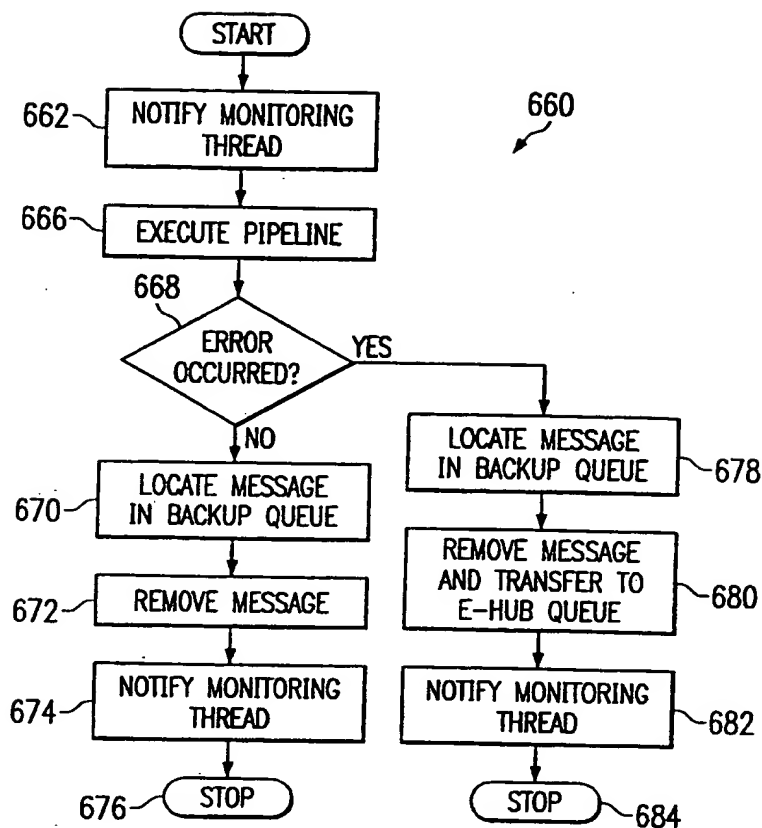 START
662
NOTIFY MONITORING
THREAD
660
666
EXECUTE PIPELINE
668
ERROR
OCCURRED?
YES
NO
670
LOCATE MESSAGE
IN BACKUP QUEUE
672
REMOVE MESSAGE
674
NOTIFY MONITORING
THREAD
676
STOP
LOCATE MESSAGE
IN BACKUP QUEUE
678
REMOVE MESSAGE
AND TRANSFER TO
E-HUB QUEUE
680
NOTIFY MONITORING
THREAD
682
STOP
684